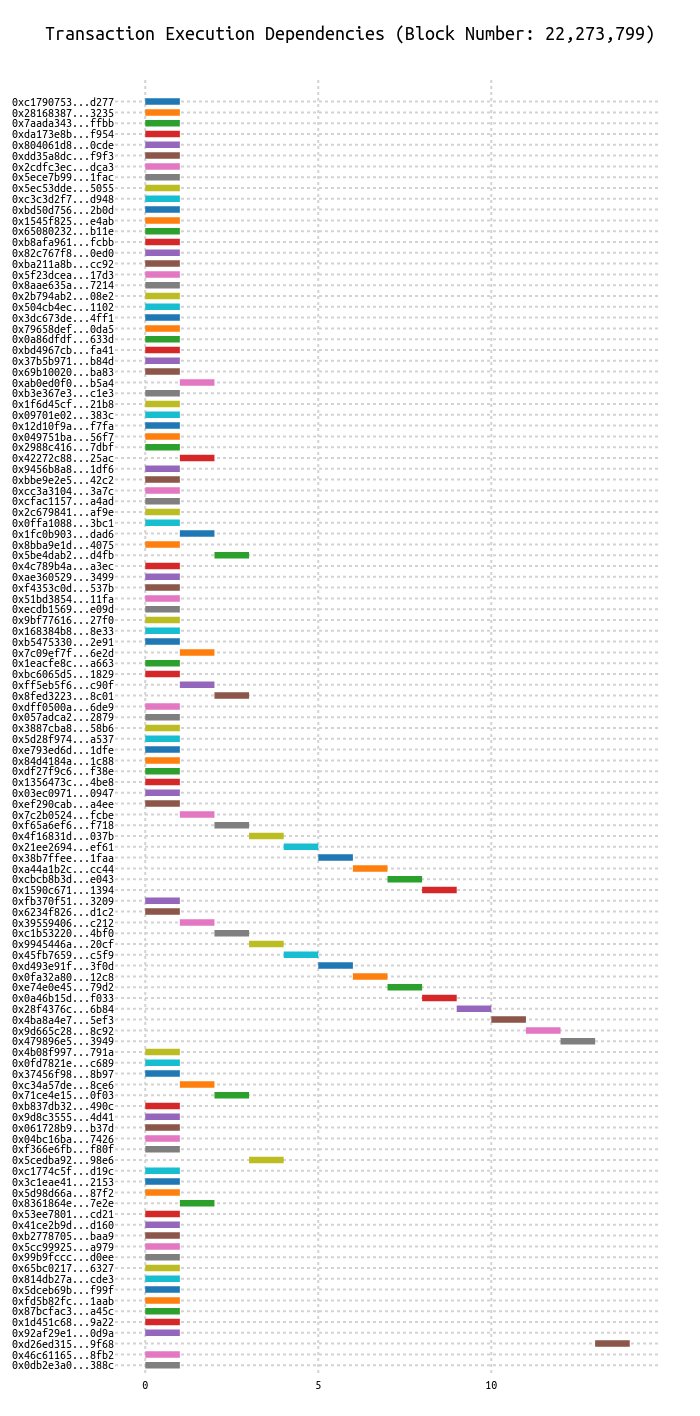 Transaction Execution Dependencies (Block Number: 22,273,799)
0xc1790753...d277
0x28168387...3235
0x7aada343...ffbb
0xda173e8b...f954
0x804061d8...0cde
0xdd35a8dc...f9f3
0x2cdfc3ec...dca3
0x5ece7b99...1fac
0x5ec53dde...5055
0xc3c3d2f7...d948
0xbd50d756...2b0d
0x1545f825...e4ab
0x65080232...b11e
0xb8afa961...fcbb
0x82c767f8...0ed0
0xba211a8b...cc92
0x5f23dcea...17d3
0x8aae635a...7214
0x2b794ab2...08e2
0x504cb4ec...1102
0x3dc673de...4ff1
0x79658def...0da5
0x0a86dfdf...633d
0xbd4967cb...fa41
0x37b5b971...b84d
0x69b10020...ba83
0xab0ed0f0...b5a4
0xb3e367e3...c1e3
0x1f6d45cf...21b8
0x09701e02...383c
0x12d10f9a...f7fa
0x049751ba...56f7
0x2988c416...7dbf
0x42272c88...25ac
0x9456b8a8...1df6
0xbbe9e2e5...42c2
0xcc3a3104...3a7c
0xcfac1157...a4ad
0x2c679841...af9e
0x0ffa1088...3bc1
0x1fc0b903...dad6
0x8bba9e1d...4075
0x5be4dab2...d4fb
0x4c789b4a...a3ec
0xae360529...3499
0xf4353c0d...537b
0x51bd3854...11fa
0xecdb1569...e09d
0x9bf77616...27f0
0x168384b8...8e33
0xb5475330...2e91
0x7c09ef7f...6e2d
0x1eacfe8c...a663
0xbc6065d5...1829
0xff5eb5f6...c90f
0x8fed3223...8c01
0xdff0500a...6de9
0x057adca2...2879
0x3887cba8...58b6
0x5d28f974...a537
0xe793ed6d...1dfe
0x84d4184a...1c88
0xdf27f9c6...f38e
0x1356473c...4be8
0x03ec0971...0947
0xef290cab...a4ee
0x7c2b0524...fcbe
0xf65a6ef6...f718
0x4f16831d...037b
0x21ee2694...ef61
0x38b7ffee...1faa
0xa44a1b2c...cc44
0xcbcb8b3d...e043
0x1590c671...1394
0xfb370f51...3209
0x6234f826...d1c2
0x39559406...c212
0xc1b53220...4bf0
0x9945446a...20cf
0x45fb7659...c5f9
0xd493e91f...3f0d
0x0fa32a80...12c8
0xe74e0e45...79d2
0x0a46b15d...f033
0x28f4376c...6b84
0x4ba8a4e7...5ef3
0x9d665c28...8c92
0x479896e5...3949
0x4b08f997...791a
0x0fd7821e...c689
0x37456f98...8b97
0xc34a57de...8ce6
0x71ce4e15...0f03
0xb837db32...490c
0x9d8c3555...4d41
0x061728b9...b37d
0x04bc16ba...7426
0xf366e6fb...f80f
0x5cedba92...98e6
0xc1774c5f...d19c
0x3c1eae41...2153
0x5d98d66a...87f2
0x8361864e...7e2e
0x53ee7801...cd21
0x41ce2b9d...d160
0xb2778705...baa9
0x5cc99925...a979
0x99b9fccc...d0ee
0x65bc0217...6327
0x814db27a...cde3
0x5dceb69b...f99f
0xfd5b82fc...1aab
0x87bcfac3...a45c
0x1d451c68...9a22
0x92af29e1...0d9a
0xd26ed315...9f68
0x46c61165...8fb2
0x0db2e3a0...388c
0 5 10